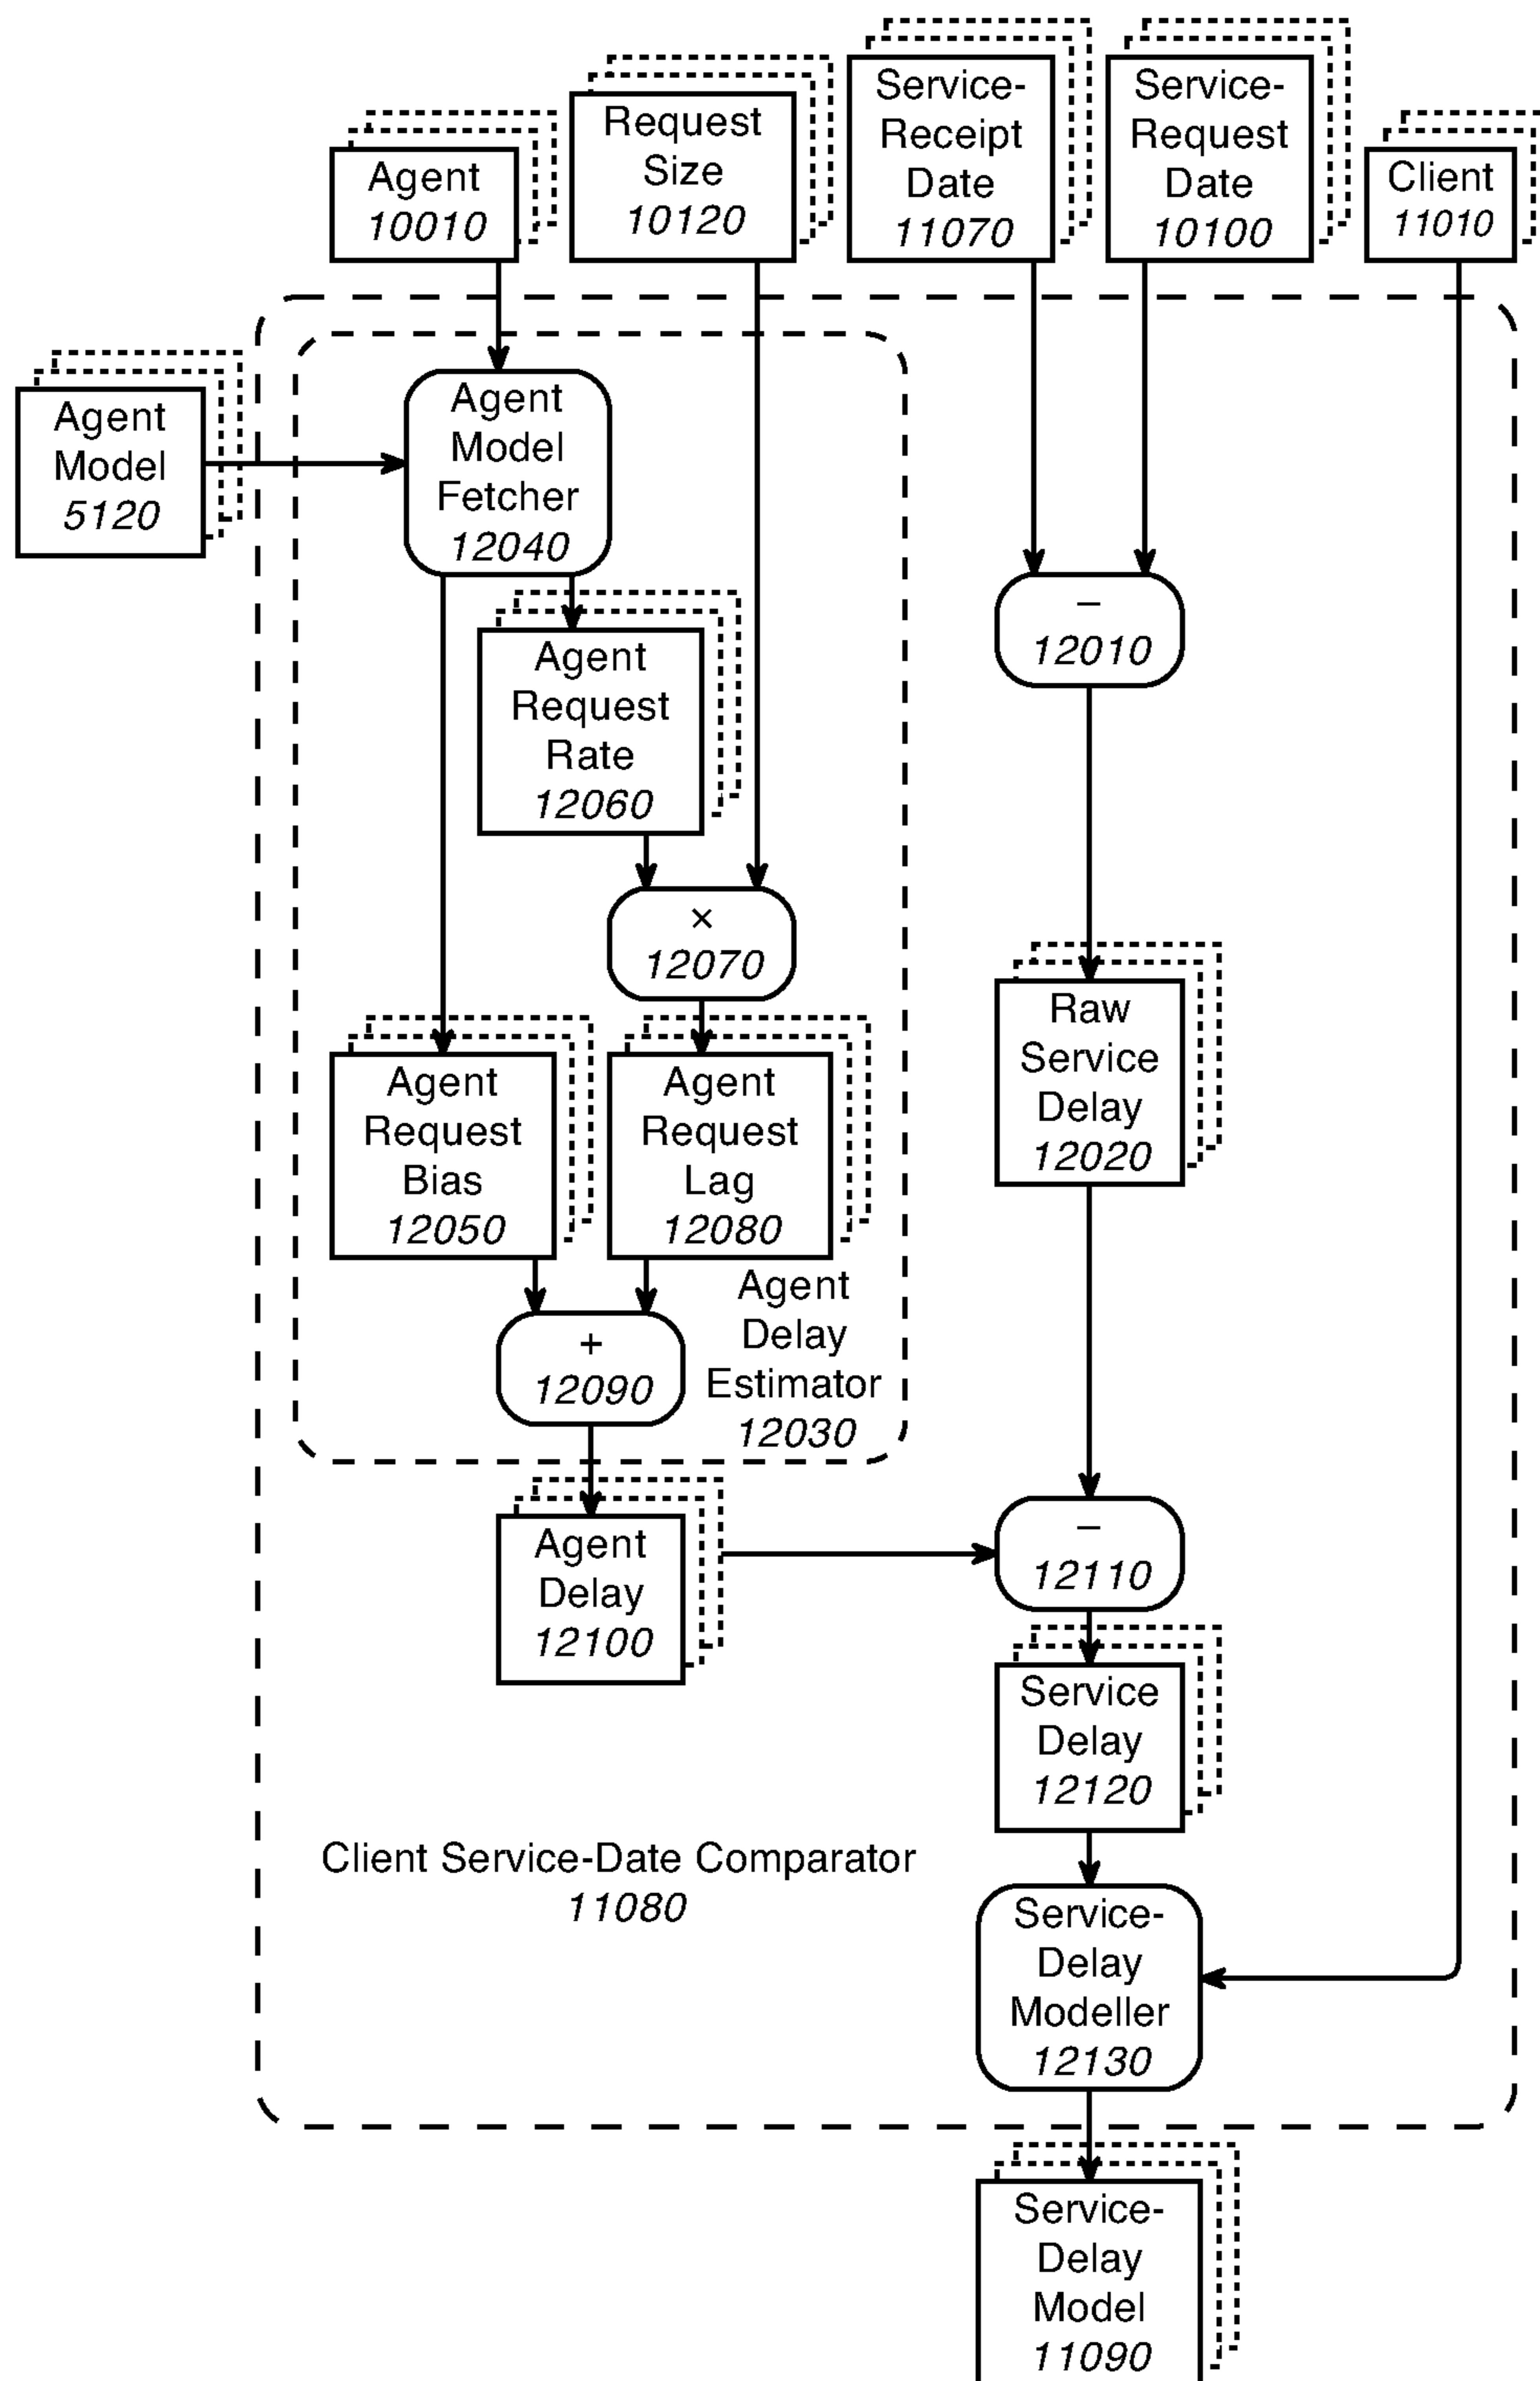 Agent
10010
Request
Size
10120
Service-
Receipt
Date
11070
Service-
Request
Date
10100
Client
11010
Agent
Model
5120
Agent
Model
Fetcher
12040
Agent
Request
Rate
12060
−
12010
×
12070
Raw
Service
Delay
12020
Agent
Request
Bias
12050
Agent
Request
Lag
12080
Agent
Delay
Estimator
12030
+
12090
Agent
Delay
12100
−
12110
Service
Delay
12120
Client Service-Date Comparator
11080
Service-
Delay
Modeller
12130
Service-
Delay
Model
11090